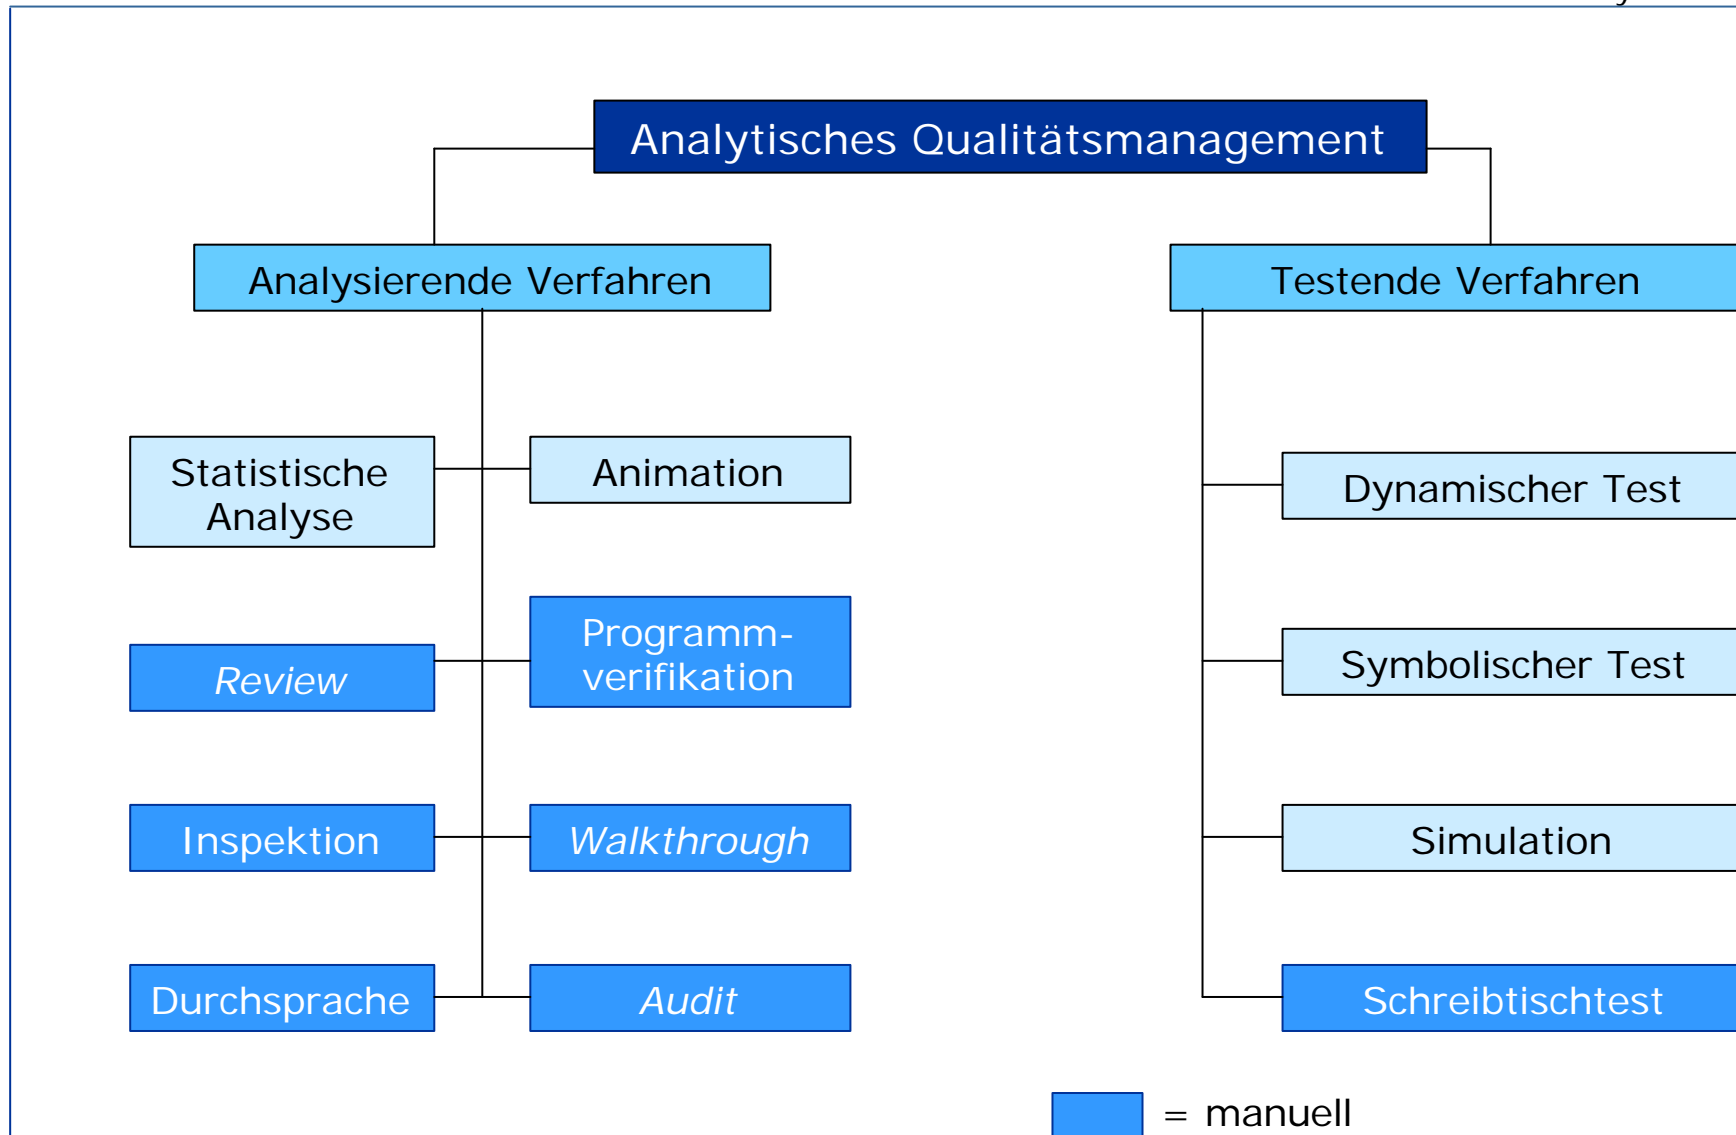 Analytisches Qualitätsmanagement
Analysierende Verfahren
Testende Verfahren
Statistische
Analyse
Animation
Dynamischer Test
Review
Programm-
verifikation
Symbolischer Test
Inspektion
Walkthrough
Simulation
Durchsprache
Audit
Schreibtischtest
= manuell